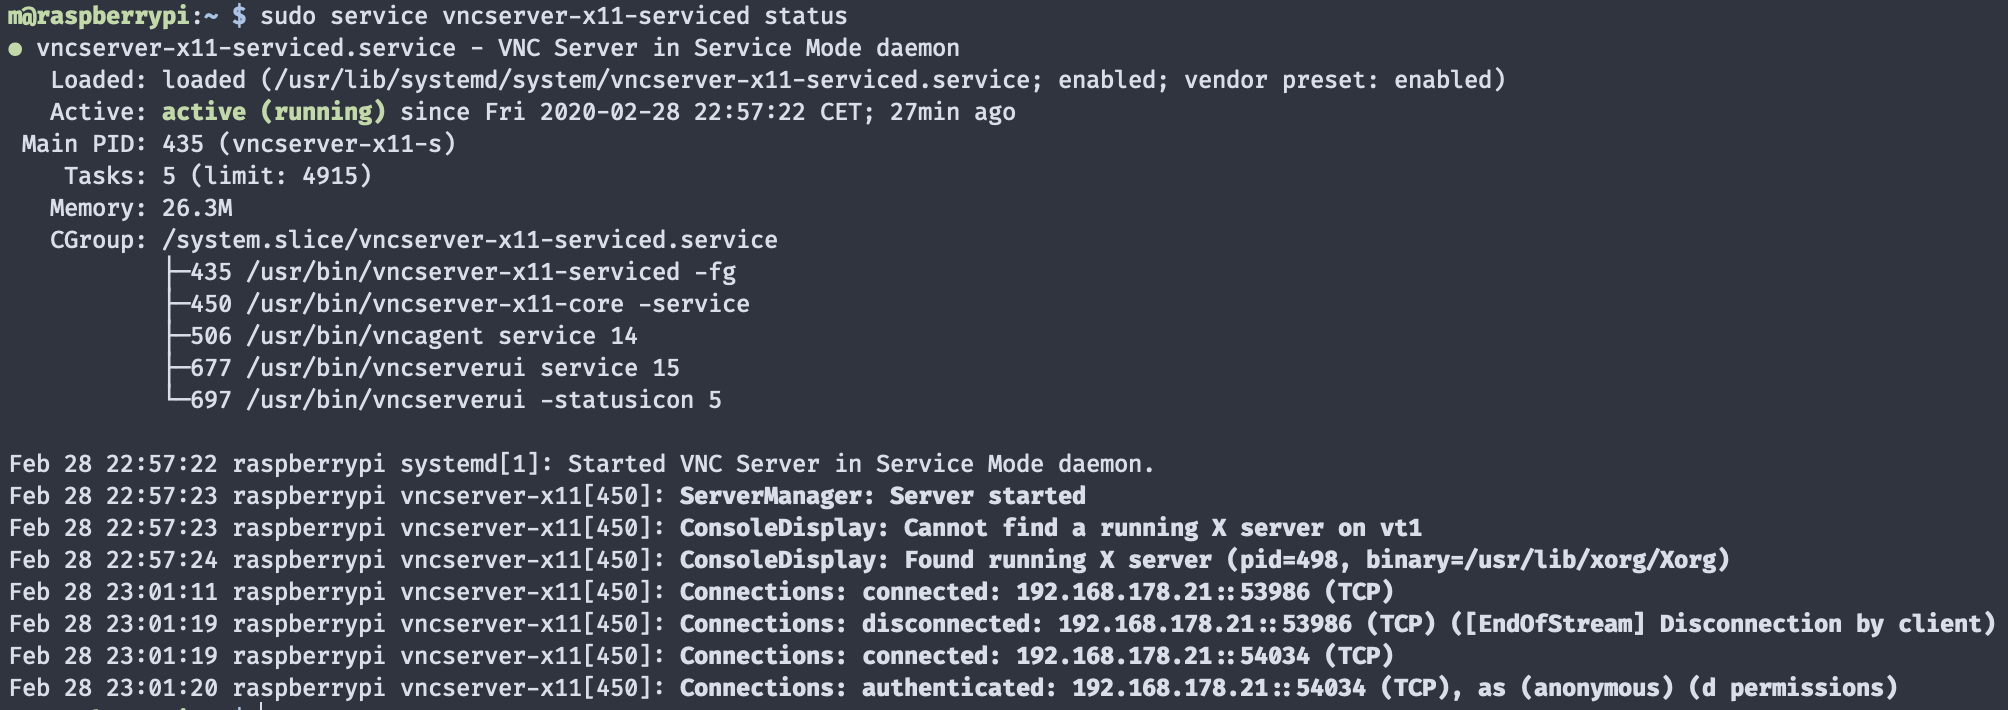 m@raspberrypi:~ $ sudo service vncserver-x11-serviced status
● vncserver-x11-serviced.service - VNC Server in Service Mode daemon
   Loaded: loaded (/usr/lib/systemd/system/vncserver-x11-serviced.service; enabled; vendor preset: enabled)
   Active: active (running) since Fri 2020-02-28 22:57:22 CET; 27min ago
 Main PID: 435 (vncserver-x11-s)
    Tasks: 5 (limit: 4915)
   Memory: 26.3M
   CGroup: /system.slice/vncserver-x11-serviced.service
           ├─435 /usr/bin/vncserver-x11-serviced -fg
           ├─450 /usr/bin/vncserver-x11-core -service
           ├─506 /usr/bin/vncagent service 14
           ├─677 /usr/bin/vncserverui service 15
           └─697 /usr/bin/vncserverui -statusicon 5

Feb 28 22:57:22 raspberrypi systemd[1]: Started VNC Server in Service Mode daemon.
Feb 28 22:57:23 raspberrypi vncserver-x11[450]: ServerManager: Server started
Feb 28 22:57:23 raspberrypi vncserver-x11[450]: ConsoleDisplay: Cannot find a running X server on vt1
Feb 28 22:57:24 raspberrypi vncserver-x11[450]: ConsoleDisplay: Found running X server (pid=498, binary=/usr/lib/xorg/Xorg)
Feb 28 23:01:11 raspberrypi vncserver-x11[450]: Connections: connected: 192.168.178.21::53986 (TCP)
Feb 28 23:01:19 raspberrypi vncserver-x11[450]: Connections: disconnected: 192.168.178.21::53986 (TCP) ([EndOfStream] Disconnection by client)
Feb 28 23:01:19 raspberrypi vncserver-x11[450]: Connections: connected: 192.168.178.21::54034 (TCP)
Feb 28 23:01:20 raspberrypi vncserver-x11[450]: Connections: authenticated: 192.168.178.21::54034 (TCP), as (anonymous) (d permissions)